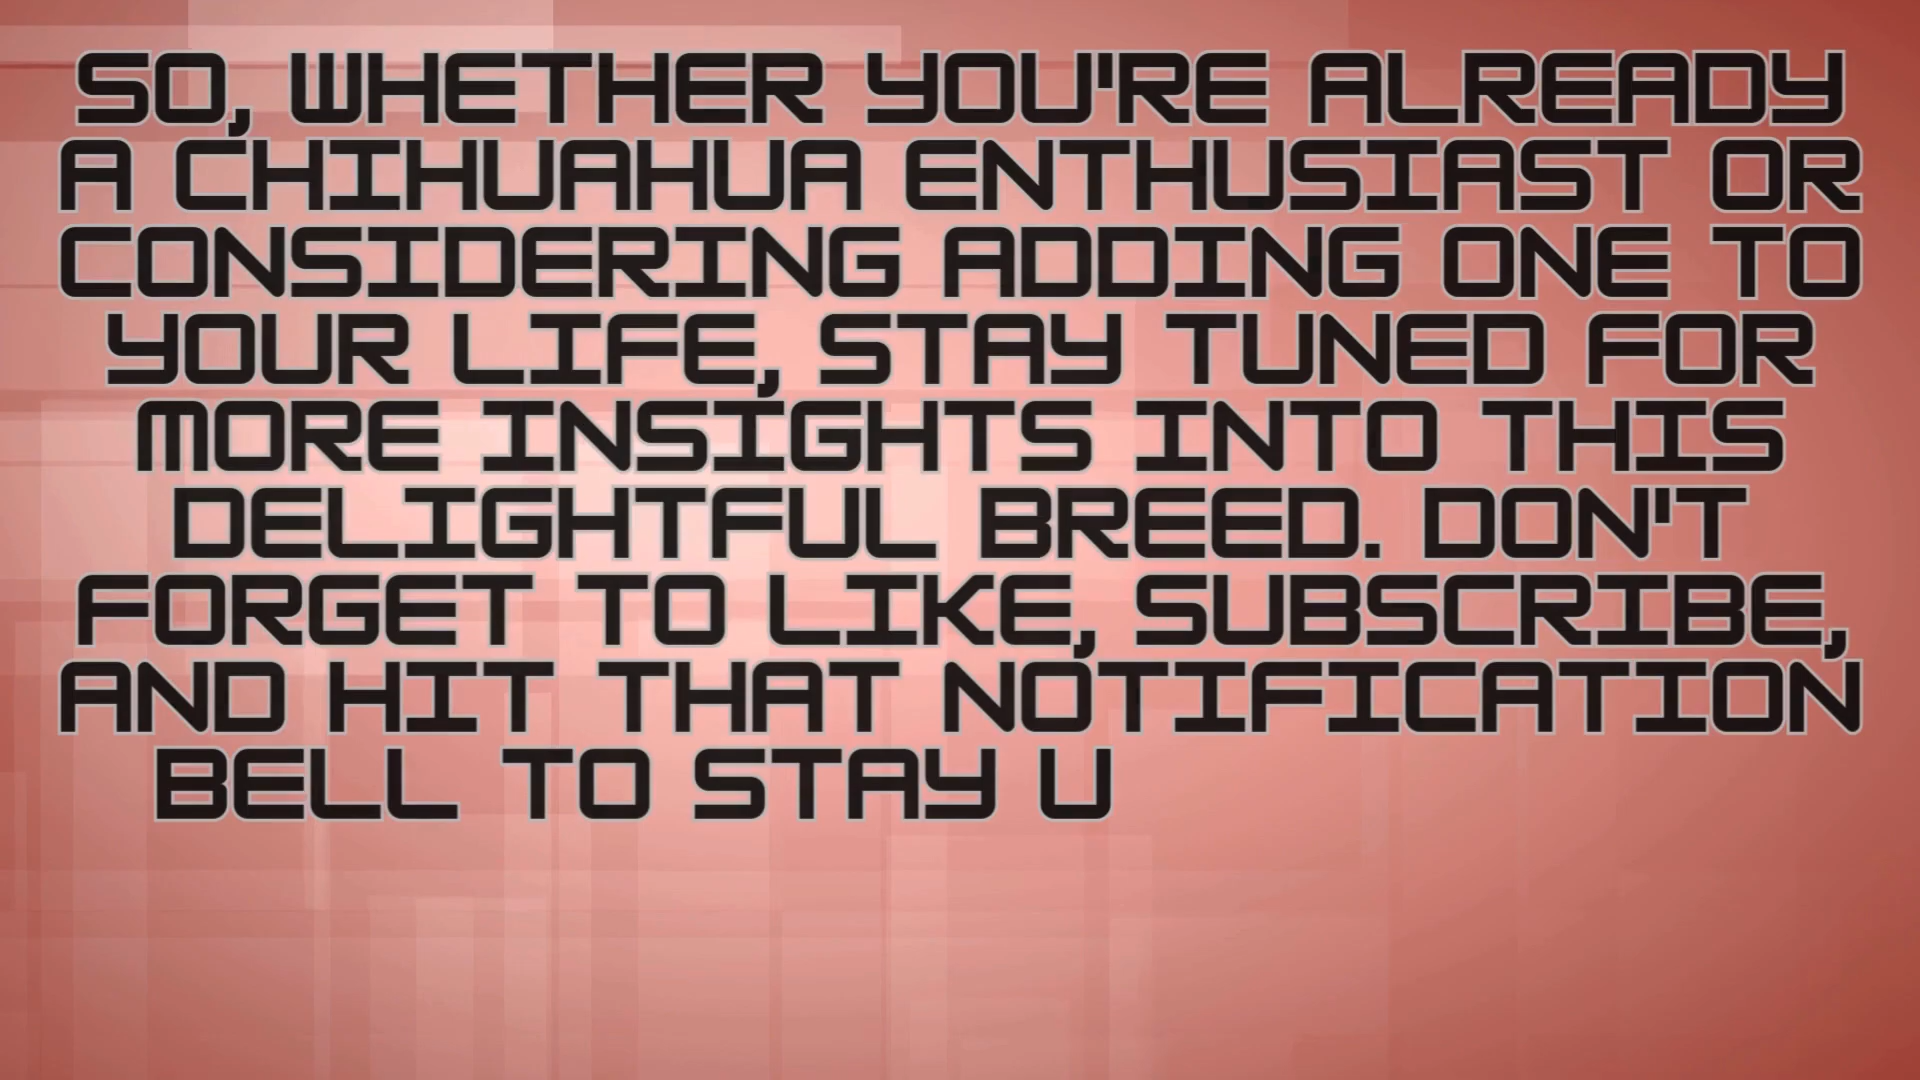 SO, WHETHER YOU'RE ALREADY
A CHIHUAHUA ENTHUSIAST OR
CONSIDERING ADDING ONE TO
YOUR LIFE, STAY TUNED FOR
MORE INSIGHTS INTO THIS
DELIGHTFUL BREED. DON'T
FORGET TO LIKE, SUBSCRIBE,
AND HIT THAT NOTIFICATION
BELL TO STAY U